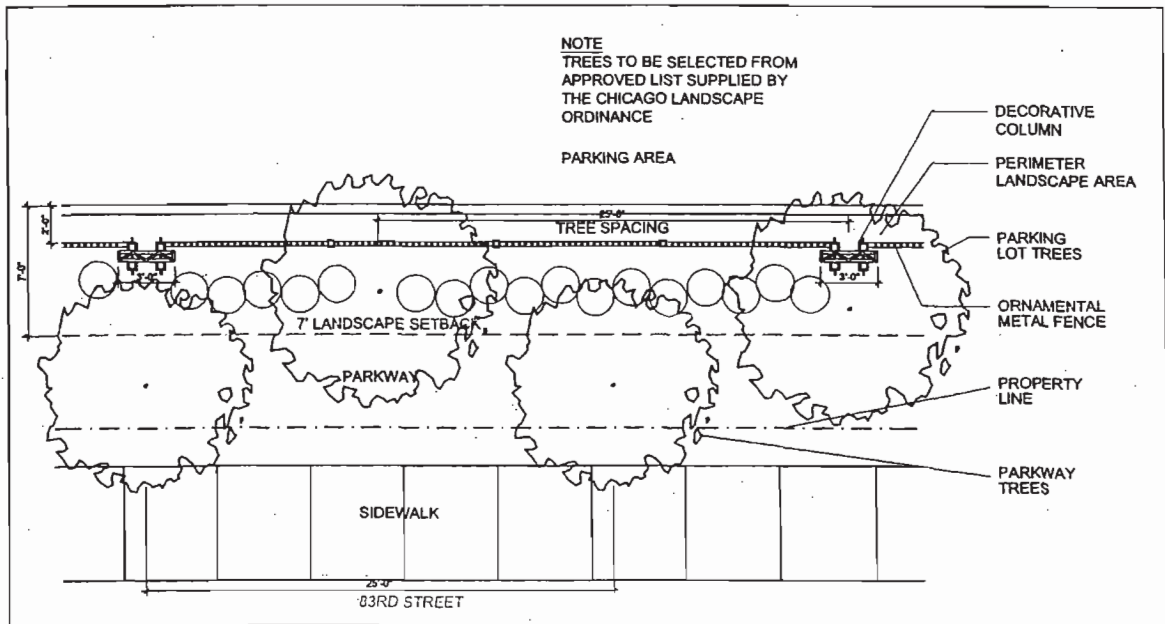 NOTE
TREES TO BE SELECTED FROM
APPROVED LIST SUPPLIED BY
THE CHICAGO LANDSCAPE
ORDINANCE
PARKING AREA
DECORATIVE
COLUMN
PERIMETER
LANDSCAPE AREA
PARKING
LOT TREES
ORNAMENTAL
METAL FENCE
PROPERTY
LINE
PARKWAY
TREES
25'-0"
TREE SPACING
7'-0"
3'-0"
3'-0"
7' LANDSCAPE SETBACK
PARKWAY
SIDEWALK
25'-0"
83RD STREET